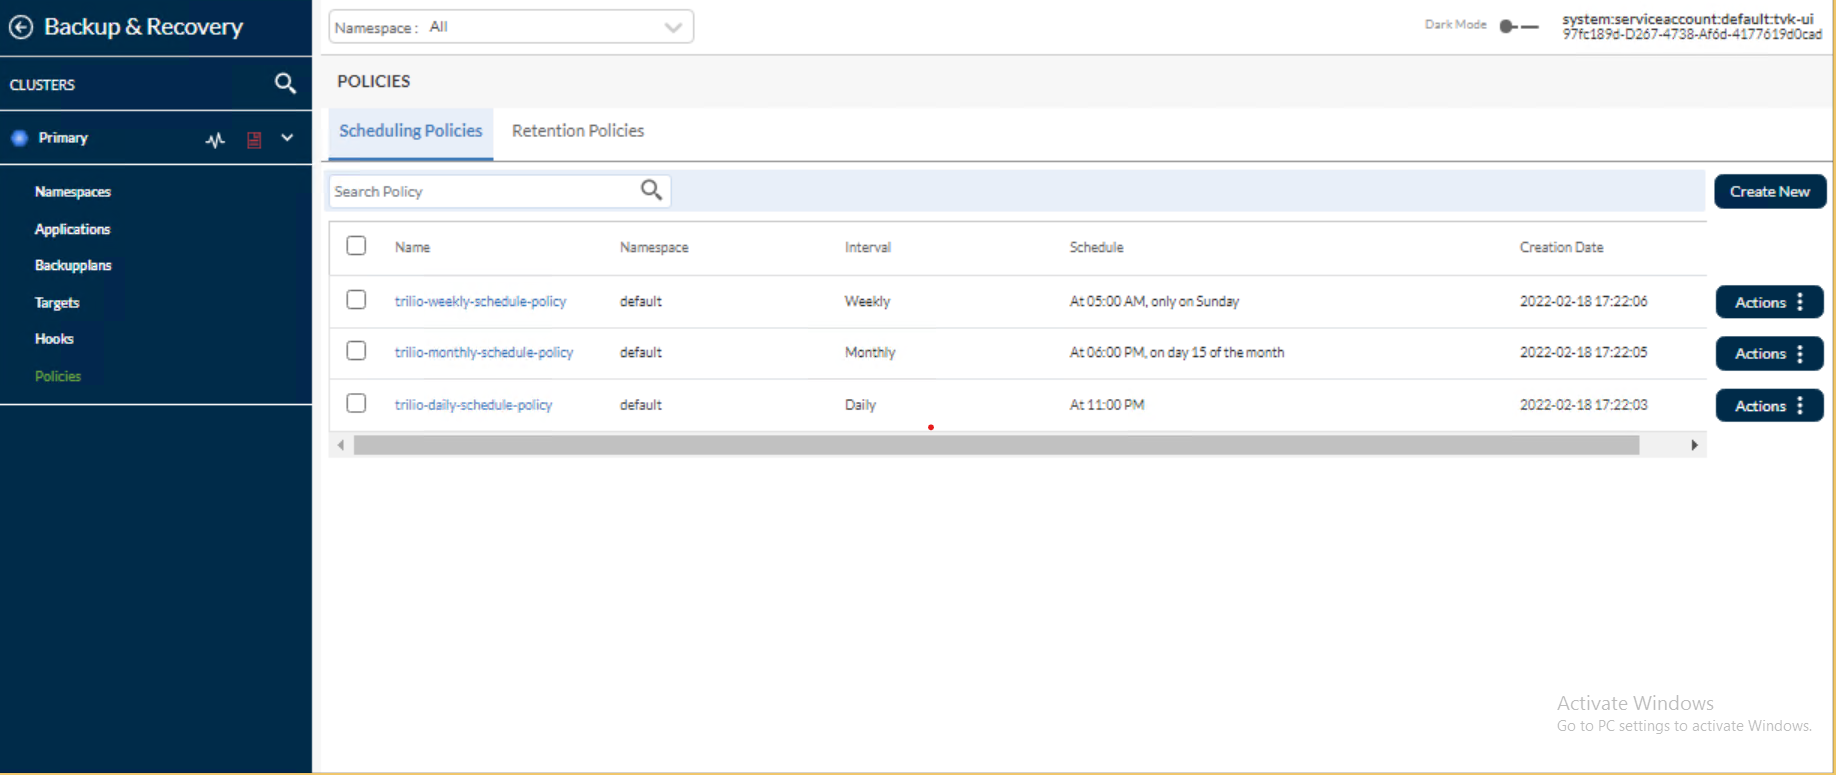 Backup & Recovery
Namespace : All
Dark Mode
system:serviceaccount:default:tvk-ui
97fc189d-D267-4738-Af6d-4177619d0cad
CLUSTERS
POLICIES
Primary
Scheduling Policies Retention Policies
Namespaces
Applications
Backupplans
Targets
Hooks
Policies
Search Policy
Create New
Name Namespace Interval Schedule Creation Date
trilio-weekly-schedule-policy default Weekly At 05:00 AM, only on Sunday 2022-02-18 17:22:06 Actions
trilio-monthly-schedule-policy default Monthly At 06:00 PM, on day 15 of the month 2022-02-18 17:22:05 Actions
trilio-daily-schedule-policy default Daily At 11:00 PM 2022-02-18 17:22:03 Actions
Activate Windows
Go to PC settings to activate Windows.